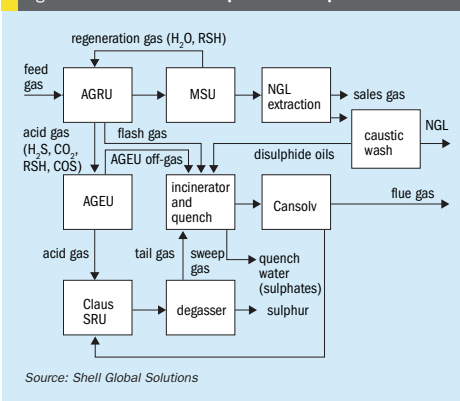 regeneration gas (H₂O, RSH)
feed
gas
AGRU
MSU
NGL
extraction
sales gas
caustic
wash
NGL
acid gas
(H₂S, CO₂,
RSH, COS)
flash gas
AGEU off-gas
disulphide oils
AGEU
incinerator
and
quench
Cansolv
flue gas
acid gas
tail gas
sweep
gas
quench
water
(sulphates)
Claus
SRU
degasser
sulphur
Source: Shell Global Solutions